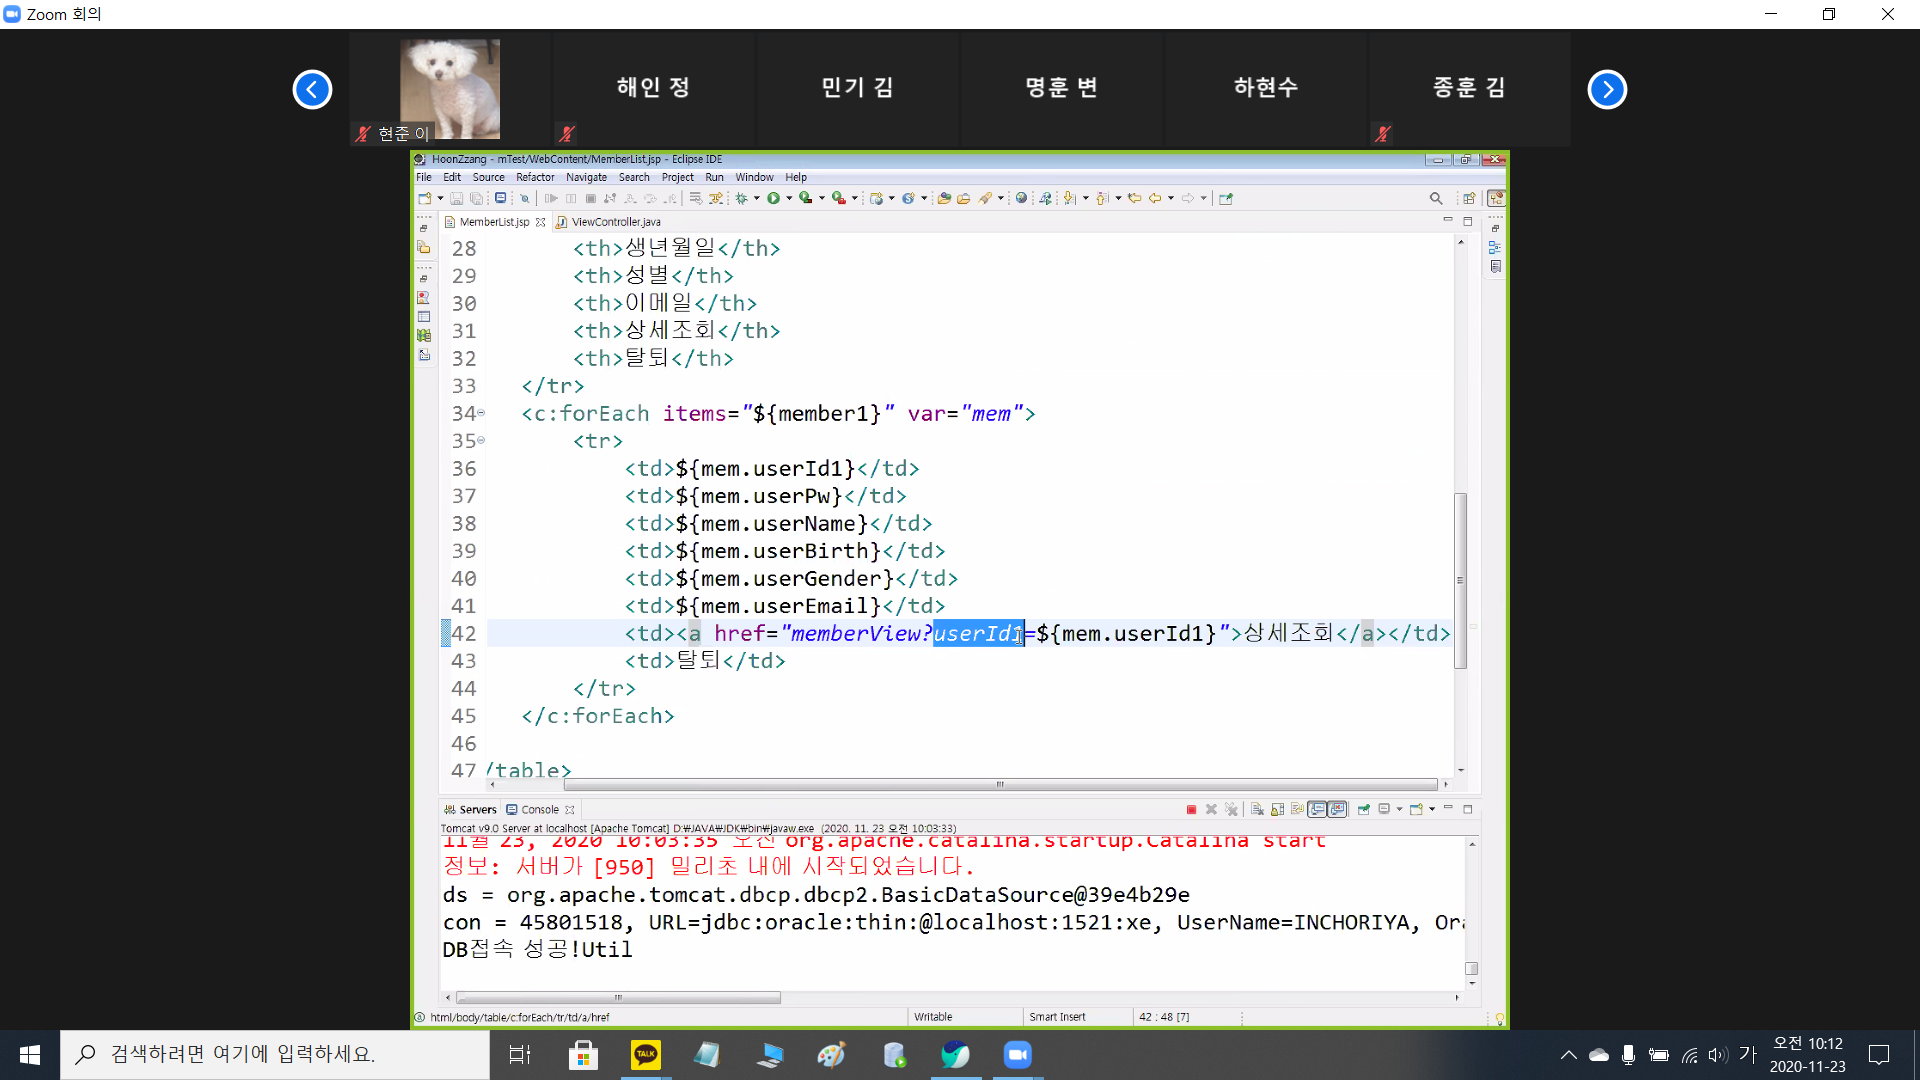 Zoom 회의
현준 이
해인 정
민기 김
명훈 변
하현수
종훈 김
HoonZzang - mTest/WebContent/MemberList.jsp - Eclipse IDE
File Edit Source Refactor Navigate Search Project Run Window Help
MemberList.jsp ViewController.java
28 <th>생년월일</th>
29 <th>성별</th>
30 <th>이메일</th>
31 <th>상세조회</th>
32 <th>탈퇴</th>
33 </tr>
34 <c:forEach items="${member1}" var="mem">
35 <tr>
36 <td>${mem.userId1}</td>
37 <td>${mem.userPw}</td>
38 <td>${mem.userName}</td>
39 <td>${mem.userBirth}</td>
40 <td>${mem.userGender}</td>
41 <td>${mem.userEmail}</td>
42 <td><a href="memberView?userId1=${mem.userId1}">상세조회</a></td>
43 <td>탈퇴</td>
44 </tr>
45 </c:forEach>
46
47 /table>
Servers Console
Tomcat v9.0 Server at localhost [Apache Tomcat] D:₩JAVA₩JDK₩bin₩javaw.exe (2020. 11. 23 오전 10:03:33)
11월 23, 2020 10:03:35 오전 org.apache.catalina.startup.Catalina start
정보: 서버가 [950] 밀리초 내에 시작되었습니다.
ds = org.apache.tomcat.dbcp.dbcp2.BasicDataSource@39e4b29e
con = 45801518, URL=jdbc:oracle:thin:@localhost:1521:xe, UserName=INCHORIYA, Ora
DB접속 성공!Util
html/body/table/c:forEach/tr/td/a/href Writable Smart Insert 42 : 48 [7]
검색하려면 여기에 입력하세요.
TALK
가
오전 10:12
2020-11-23